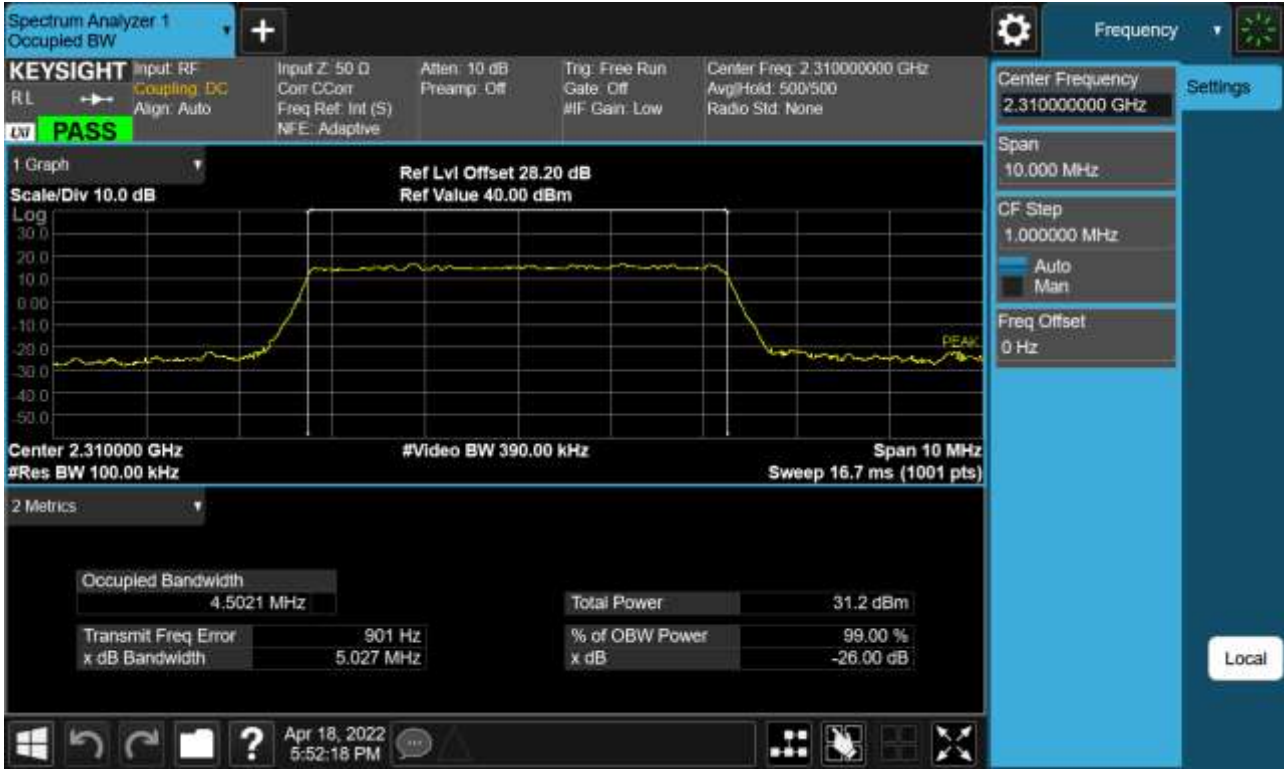 Spectrum Analyzer 1
Occupied BW
+
Frequency
KEYSIGHT
RL
LXI
PASS
Input: RF
Coupling: DC
Align: Auto
Input Z: 50 Ω
Corr CCorr
Freq Ref: Int (S)
NFE: Adaptive
Atten: 10 dB
Preamp: Off
Trig: Free Run
Gate: Off
#IF Gain: Low
Center Freq: 2.310000000 GHz
Avg|Hold: 500/500
Radio Std: None
Center Frequency
2.310000000 GHz
Settings
Span
10.000 MHz
CF Step
1.000000 MHz
Auto
Man
Freq Offset
0 Hz
Local
1 Graph
Scale/Div 10.0 dB
Ref Lvl Offset 28.20 dB
Ref Value 40.00 dBm
Log
30.0
20.0
10.0
0.00
-10.0
-20.0
-30.0
-40.0
-50.0
PEAK
Center 2.310000 GHz
#Video BW 390.00 kHz
Span 10 MHz
#Res BW 100.00 kHz
Sweep 16.7 ms (1001 pts)
2 Metrics
Occupied Bandwidth
4.5021 MHz
Total Power 31.2 dBm
Transmit Freq Error 901 Hz
% of OBW Power 99.00 %
x dB Bandwidth 5.027 MHz
x dB -26.00 dB
?
Apr 18, 2022
5:52:18 PM